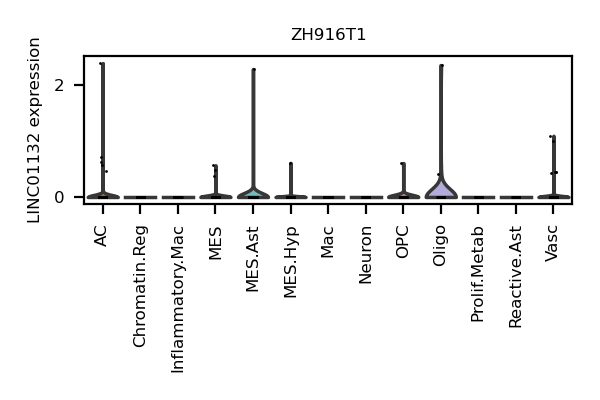 ZH916T1
LINC01132 expression
2
0
AC
Chromatin.Reg
Inflammatory.Mac
MES
MES.Ast
MES.Hyp
Mac
Neuron
OPC
Oligo
Prolif.Metab
Reactive.Ast
Vasc